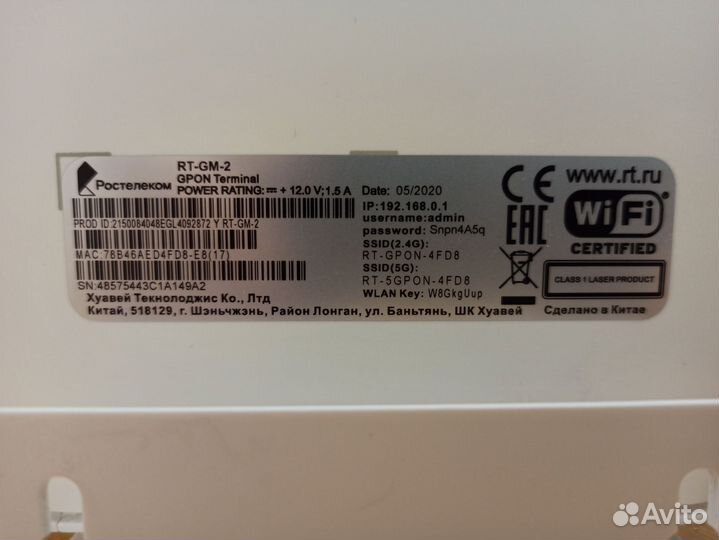 Ростелеком
RT-GM-2
GPON Terminal
POWER RATING: ⎓ + 12.0 V; 1.5 A
PROD ID:2150084048EGL4092872 Y RT-GM-2
MAC:78B46AED4FD8-E8(17)
SN:48575443C1A149A2
Хуавей Текнолоджис Ко., Лтд
Китай, 518129, г. Шэньчжэнь, Район Лонган, ул. Баньтянь, ШК Хуавей
Date: 05/2020
IP:192.168.0.1
username:admin
password: Snpn4A5q
SSID(2.4G):
RT-GPON-4FD8
SSID(5G)
RT-5GPON-4FD8
WLAN Key: W8GkgUup
CE
EAC
www.rt.ru
WiFi
CERTIFIED
CLASS 1 LASER PRODUCT
Сделано в Китае
Avito